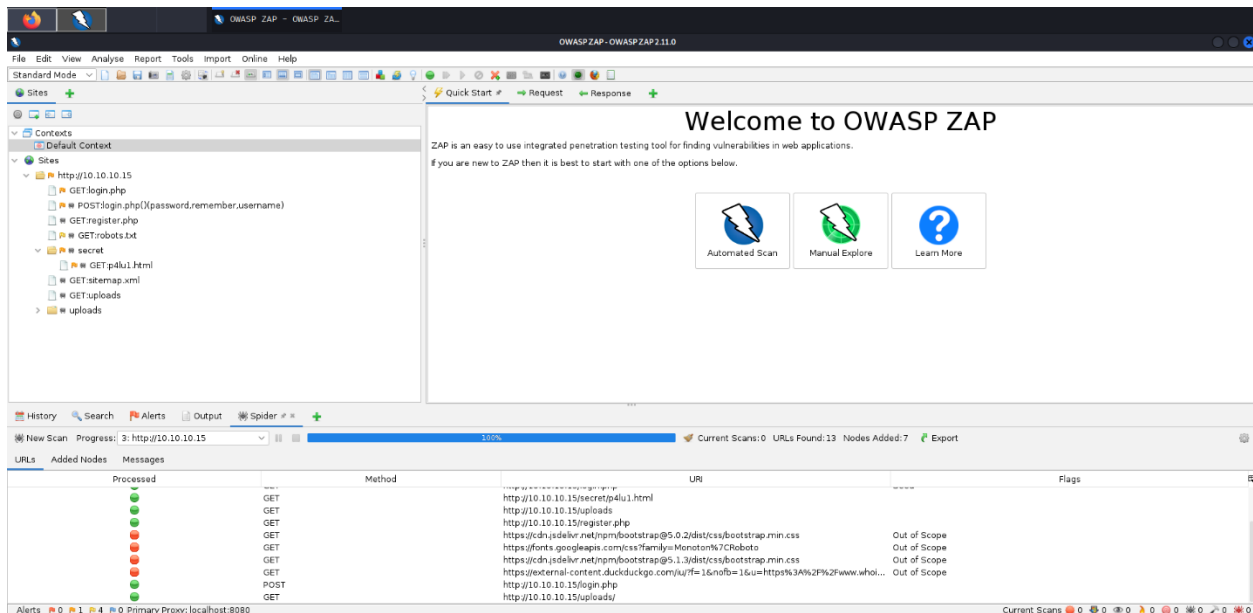 OWASP ZAP - OWASP ZA...
OWASP ZAP - OWASP ZAP 2.11.0
File Edit View Analyse Report Tools Import Online Help
Standard Mode
Sites
Quick Start Request Response
Contexts
Default Context
Sites
http://10.10.10.15
GET:login.php
POST:login.php()(password,remember,username)
GET:register.php
GET:robots.txt
secret
GET:p4lu1.html
GET:sitemap.xml
GET:uploads
uploads
Welcome to OWASP ZAP
ZAP is an easy to use integrated penetration testing tool for finding vulnerabilities in web applications.
If you are new to ZAP then it is best to start with one of the options below.
Automated Scan Manual Explore Learn More
History Search Alerts Output Spider
New Scan Progress: 3: http://10.10.10.15 100% Current Scans: 0 URLs Found: 13 Nodes Added: 7 Export
URLs Added Nodes Messages
Processed Method URI Flags
GET http://10.10.10.15/secret/p4lu1.html
GET http://10.10.10.15/uploads
GET http://10.10.10.15/register.php
GET https://cdn.jsdelivr.net/npm/bootstrap@5.0.2/dist/css/bootstrap.min.css Out of Scope
GET https://fonts.googleapis.com/css?family=Monoton%7CRoboto Out of Scope
GET https://cdn.jsdelivr.net/npm/bootstrap@5.1.3/dist/css/bootstrap.min.css Out of Scope
GET https://external-content.duckduckgo.com/iu/?f=1&nofb=1&u=https%3A%2F%2Fwww.whoi... Out of Scope
POST http://10.10.10.15/login.php
GET http://10.10.10.15/uploads/
Alerts 0 1 4 0 Primary Proxy: localhost:8080 Current Scans 0 0 0 0 0 0 0 0